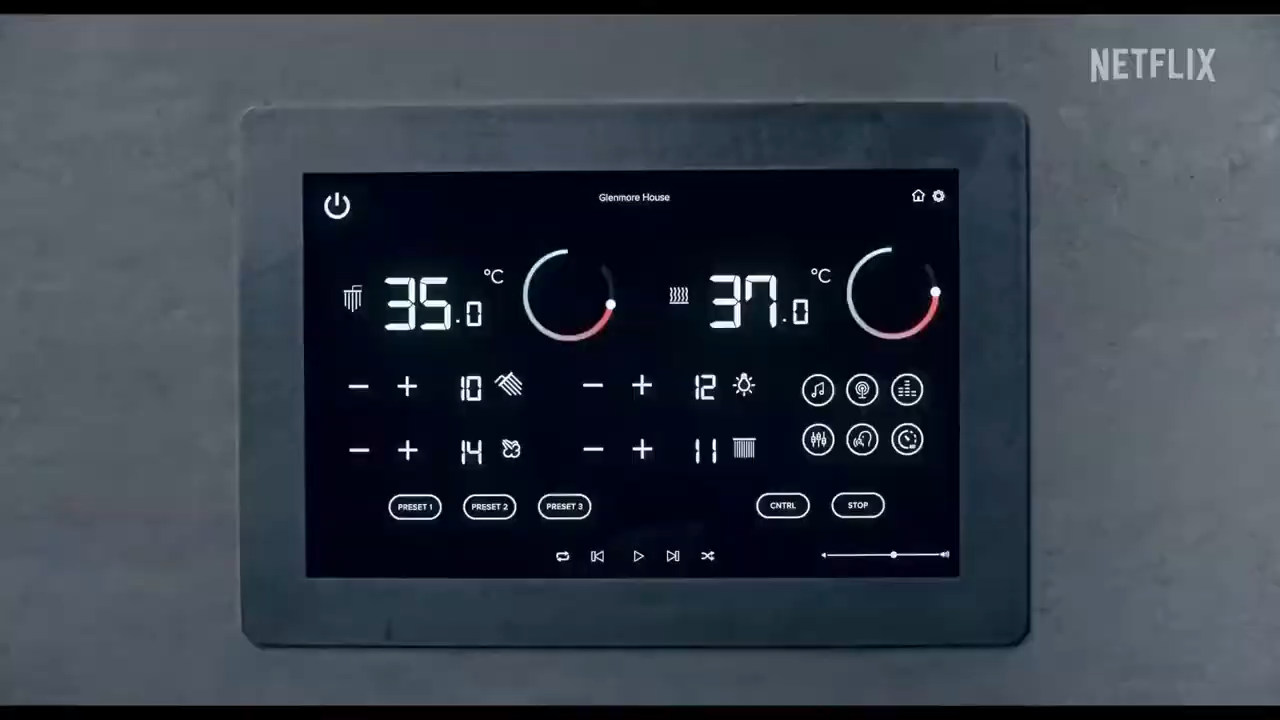 NETFLIX
Glenmore House
35.0 °C
37.0 °C
10
12
14
11
PRESET 1 PRESET 2 PRESET 3 CNTRL STOP